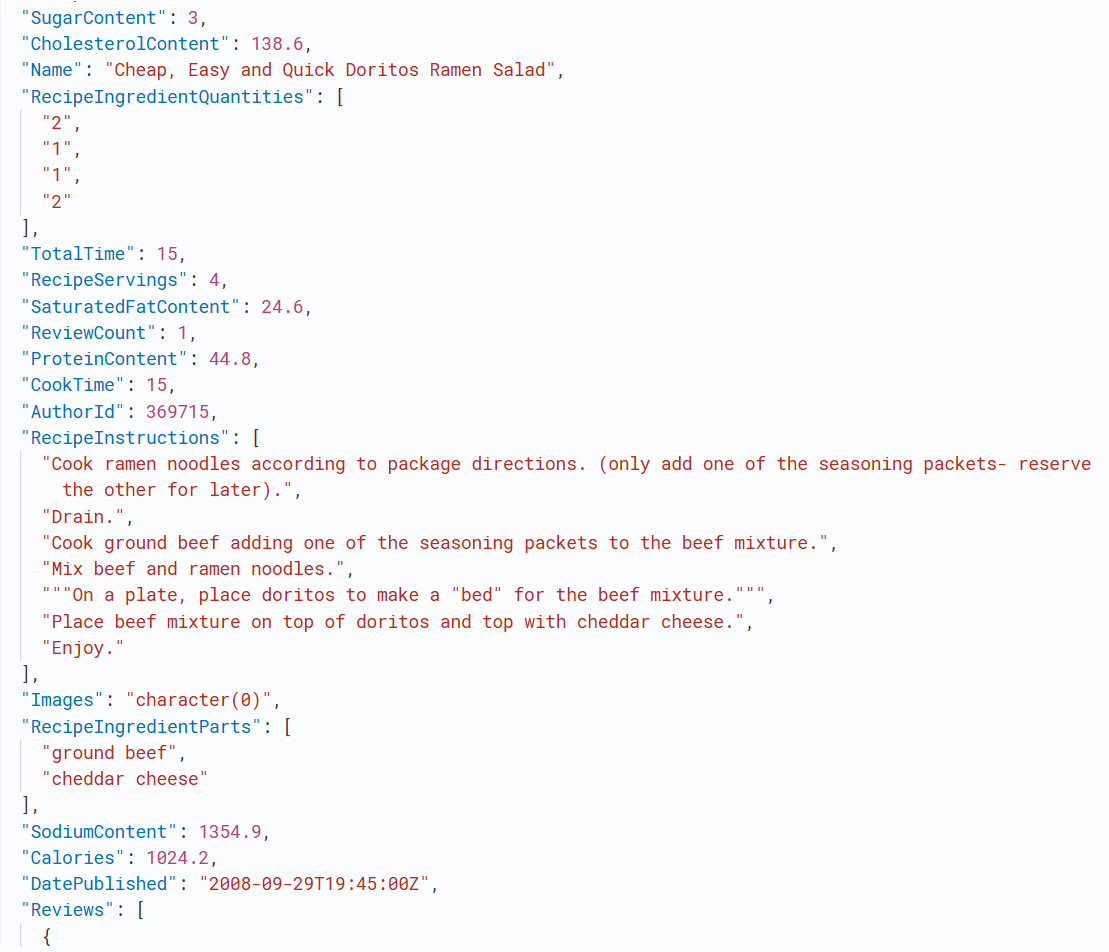 "SugarContent": 3,
"CholesterolContent": 138.6,
"Name": "Cheap, Easy and Quick Doritos Ramen Salad",
"RecipeIngredientQuantities": [
"2",
"1",
"1",
"2"
],
"TotalTime": 15,
"RecipeServings": 4,
"SaturatedFatContent": 24.6,
"ReviewCount": 1,
"ProteinContent": 44.8,
"CookTime": 15,
"AuthorId": 369715,
"RecipeInstructions": [
"Cook ramen noodles according to package directions. (only add one of the seasoning packets- reserve
the other for later).",
"Drain.",
"Cook ground beef adding one of the seasoning packets to the beef mixture.",
"Mix beef and ramen noodles.",
"""On a plate, place doritos to make a "bed" for the beef mixture.""",
"Place beef mixture on top of doritos and top with cheddar cheese.",
"Enjoy."
],
"Images": "character(0)",
"RecipeIngredientParts": [
"ground beef",
"cheddar cheese"
],
"SodiumContent": 1354.9,
"Calories": 1024.2,
"DatePublished": "2008-09-29T19:45:00Z",
"Reviews": [
{